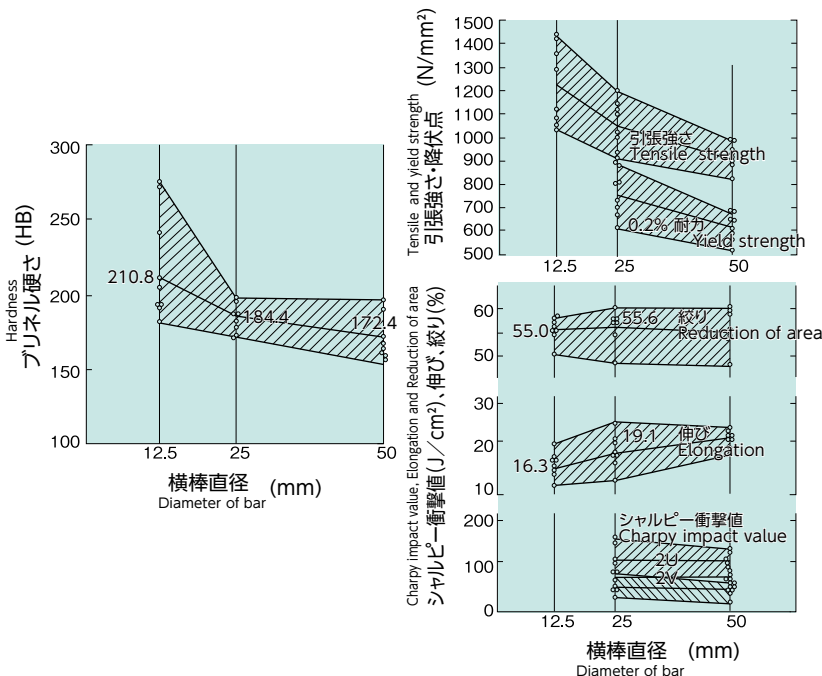 Hardness
ブリネル硬さ (HB)
300
250
200
150
100
210.8
184.4
172.4
12.5
25
50
横棒直径 (mm)
Diameter of bar
Tensile and yield strength
引張強さ・降伏点 (N/mm²)
1500
1400
1300
1200
1100
1000
900
800
700
600
500
引張強さ
Tensile strength
0.2% 耐力
Yield strength
12.5
25
50
Charpy impact value, Elongation and Reduction of area
シャルピー衝撃値(J/cm²)、伸び、絞り(%)
60
50
55.0
55.6
絞り
Reduction of area
30
20
10
16.3
19.1
伸び
Elongation
200
100
0
シャルピー衝撃値
Charpy impact value
2U
2V
12.5
25
50
横棒直径 (mm)
Diameter of bar